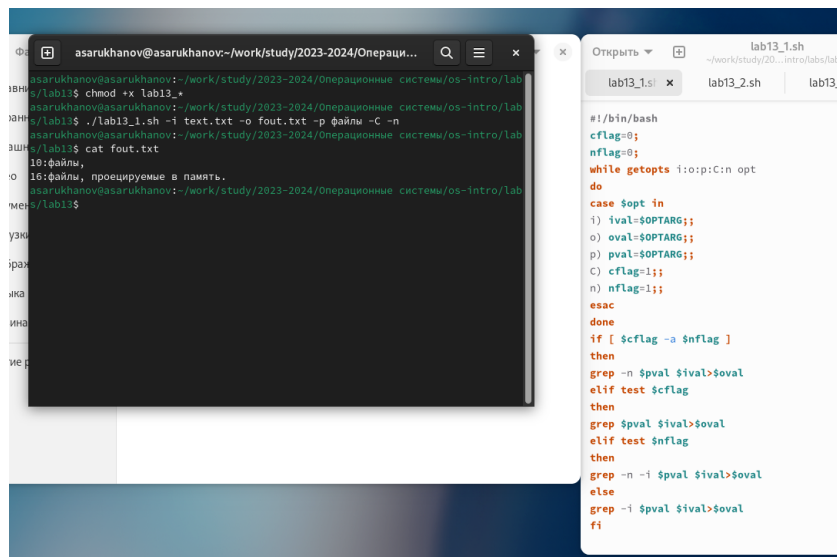 asarukhanov@asarukhanov:~/work/study/2023-2024/Операци...
asarukhanov@asarukhanov:~/work/study/2023-2024/Операционные системы/os-intro/lab
s/lab13$ chmod +x lab13_*
asarukhanov@asarukhanov:~/work/study/2023-2024/Операционные системы/os-intro/lab
s/lab13$ ./lab13_1.sh -i text.txt -o fout.txt -p файлы -C -n
asarukhanov@asarukhanov:~/work/study/2023-2024/Операционные системы/os-intro/lab
s/lab13$ cat fout.txt
10:файлы,
16:файлы, проецируемые в память.
asarukhanov@asarukhanov:~/work/study/2023-2024/Операционные системы/os-intro/lab
s/lab13$
Открыть
lab13_1.sh
~/work/study/20...intro/labs/lab
lab13_1.sh
lab13_2.sh
lab13_
#!/bin/bash
cflag=0;
nflag=0;
while getopts i:o:p:C:n opt
do
case $opt in
i) ival=$OPTARG;;
o) oval=$OPTARG;;
p) pval=$OPTARG;;
C) cflag=1;;
n) nflag=1;;
esac
done
if [ $cflag -a $nflag ]
then
grep -n $pval $ival>$oval
elif test $cflag
then
grep $pval $ival>$oval
elif test $nflag
then
grep -n -i $pval $ival>$oval
else
grep -i $pval $ival>$oval
fi